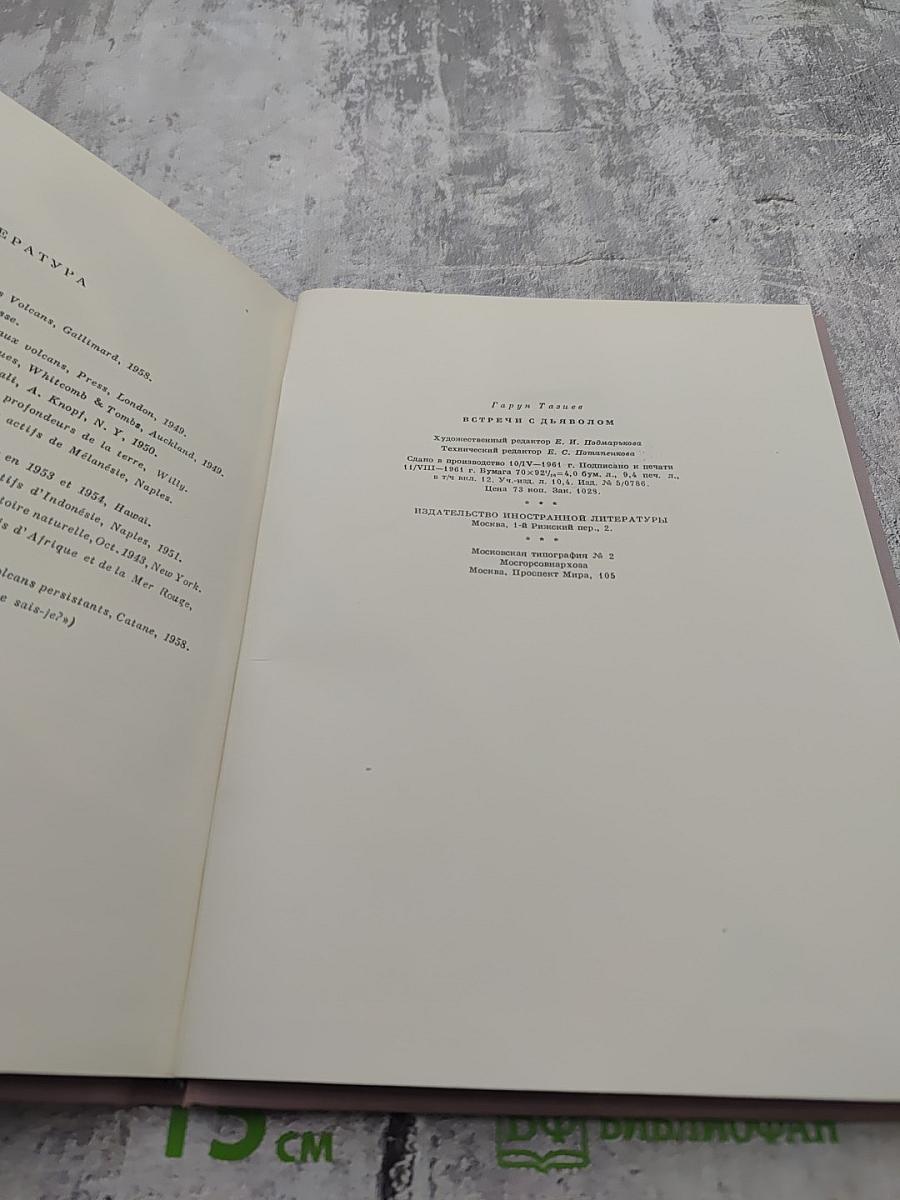 ЕРАТУРА
Volcans, Gallimard, 1958.
aux volcans, Press, London, 1949.
Whitcomb & Tombs, Auckland, 1949.
A. Knopf, N. Y, 1950.
profondeurs de la terre, Willy.
actifs de Mélanésie, Naples.
en 1953 et 1954, Hawai.
d'Indonésie, Naples, 1951.
naturelle, Oct. 1943, New York.
d'Afrique et de la Mer Rouge,
persistants, Catane, 1958.
sais-je?»)
Гарун Тазиев
ВСТРЕЧИ С ДЬЯВОЛОМ
Художественный редактор Е. И. Подмарькова
Технический редактор Е. С. Потапенкова
Сдано в производство 10/IV—1961 г. Подписано к печати
11/VIII—1961 г. Бумага 70×92¹/₁₆=4,0 бум. л., 9,4 печ. л.,
в т/ч вкл. 12. Уч.-изд. л. 10,4. Изд. № 5/0786.
Цена 73 коп. Зак. 1028.
* * *
ИЗДАТЕЛЬСТВО ИНОСТРАННОЙ ЛИТЕРАТУРЫ
Москва, 1-й Рижский пер., 2.
* * *
Московская типография № 2
Мосгорсовнархоза
Москва, Проспект Мира, 105
15 см
БФ БИБЛИОФАН